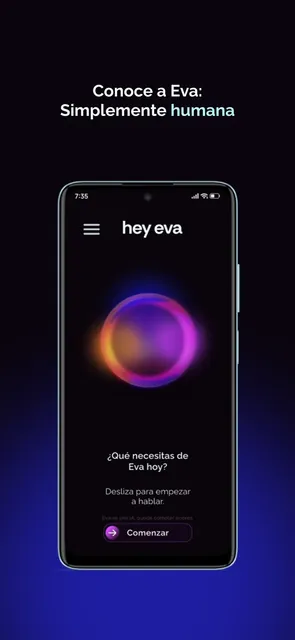 Conoce a Eva:
Simplemente humana
7:35
hey eva
¿Qué necesitas de
Eva hoy?
Desliza para empezar
a hablar.
Comenzar